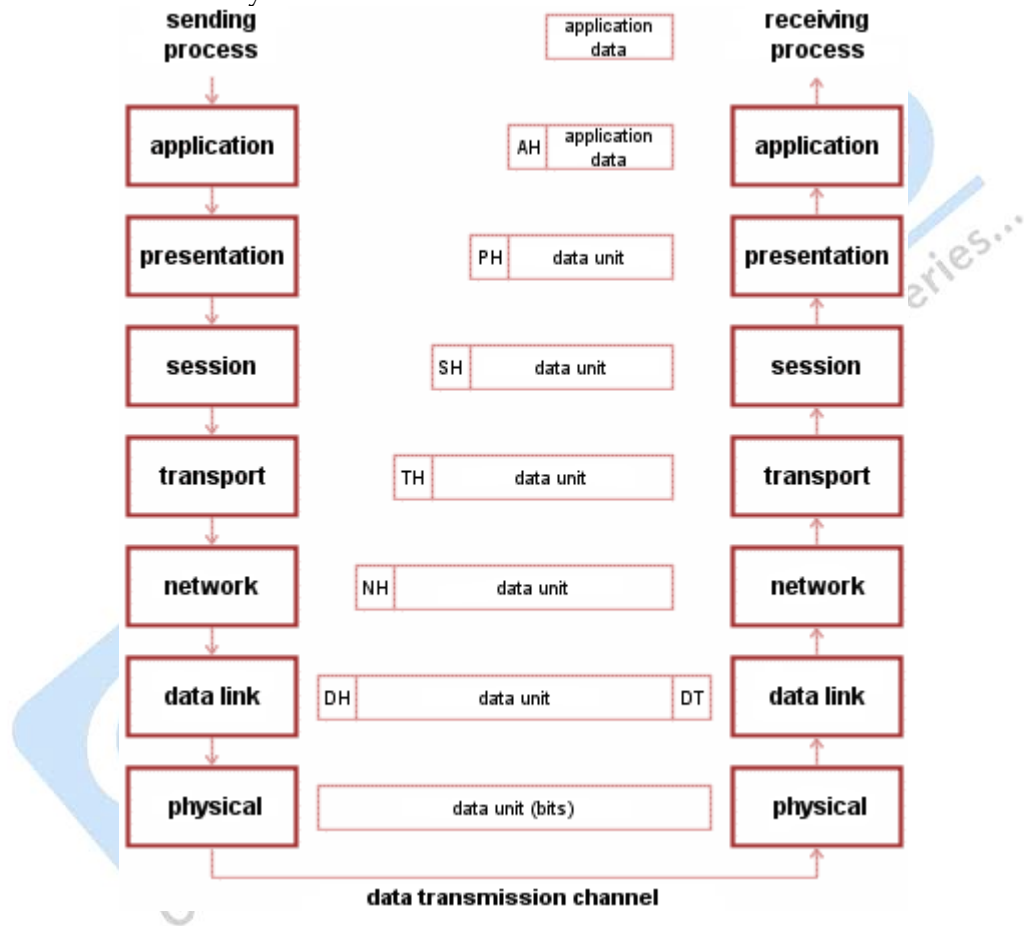 sending
process
application
data
receiving
process
application
AH
application
data
application
presentation
PH
data unit
presentation
session
SH
data unit
session
transport
TH
data unit
transport
network
NH
data unit
network
data link
DH
data unit
DT
data link
physical
data unit (bits)
physical
data transmission channel